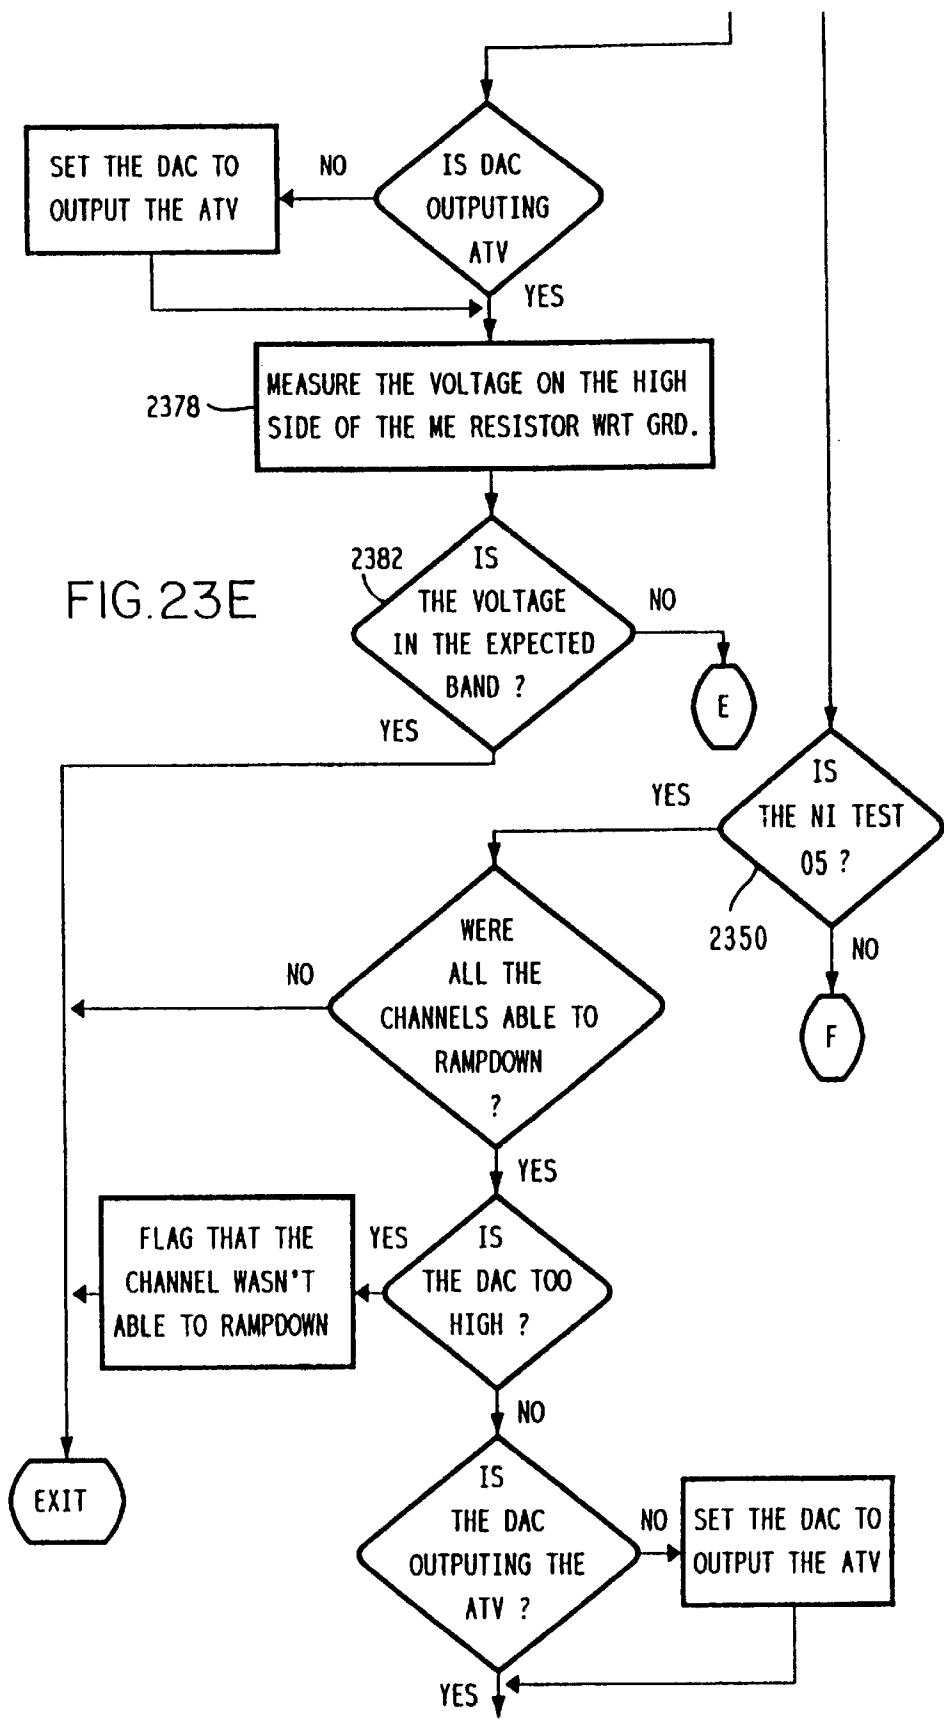 IS DAC
OUTPUTING
ATV
NO
SET THE DAC TO
OUTPUT THE ATV
YES
MEASURE THE VOLTAGE ON THE HIGH
SIDE OF THE ME RESISTOR WRT GRD.
2378
2382
IS
THE VOLTAGE
IN THE EXPECTED
BAND ?
NO
E
YES
FIG.23E
IS
THE NI TEST
05 ?
2350
YES
NO
F
WERE
ALL THE
CHANNELS ABLE TO
RAMPDOWN
?
NO
YES
IS
THE DAC TOO
HIGH ?
YES
FLAG THAT THE
CHANNEL WASN'T
ABLE TO RAMPDOWN
NO
EXIT
IS
THE DAC
OUTPUTING THE
ATV ?
NO
SET THE DAC TO
OUTPUT THE ATV
YES